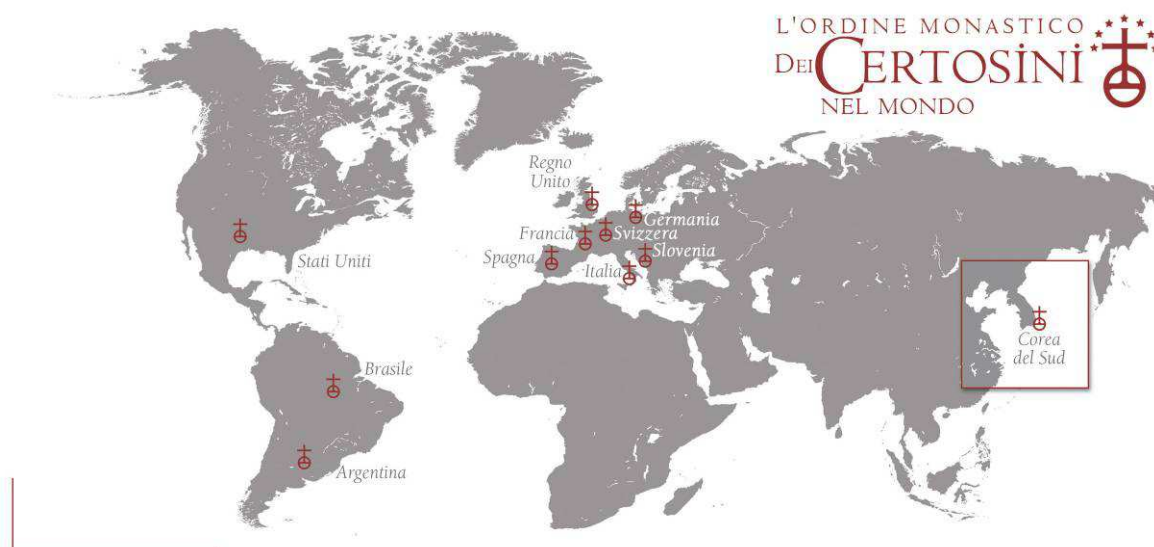 L'ORDINE MONASTICO
DEI CERTOSINI
NEL MONDO
Regno
Unito
Germania
Francia
Svizzera
Slovenia
Spagna
Italia
Stati Uniti
Corea
del Sud
Brasile
Argentina